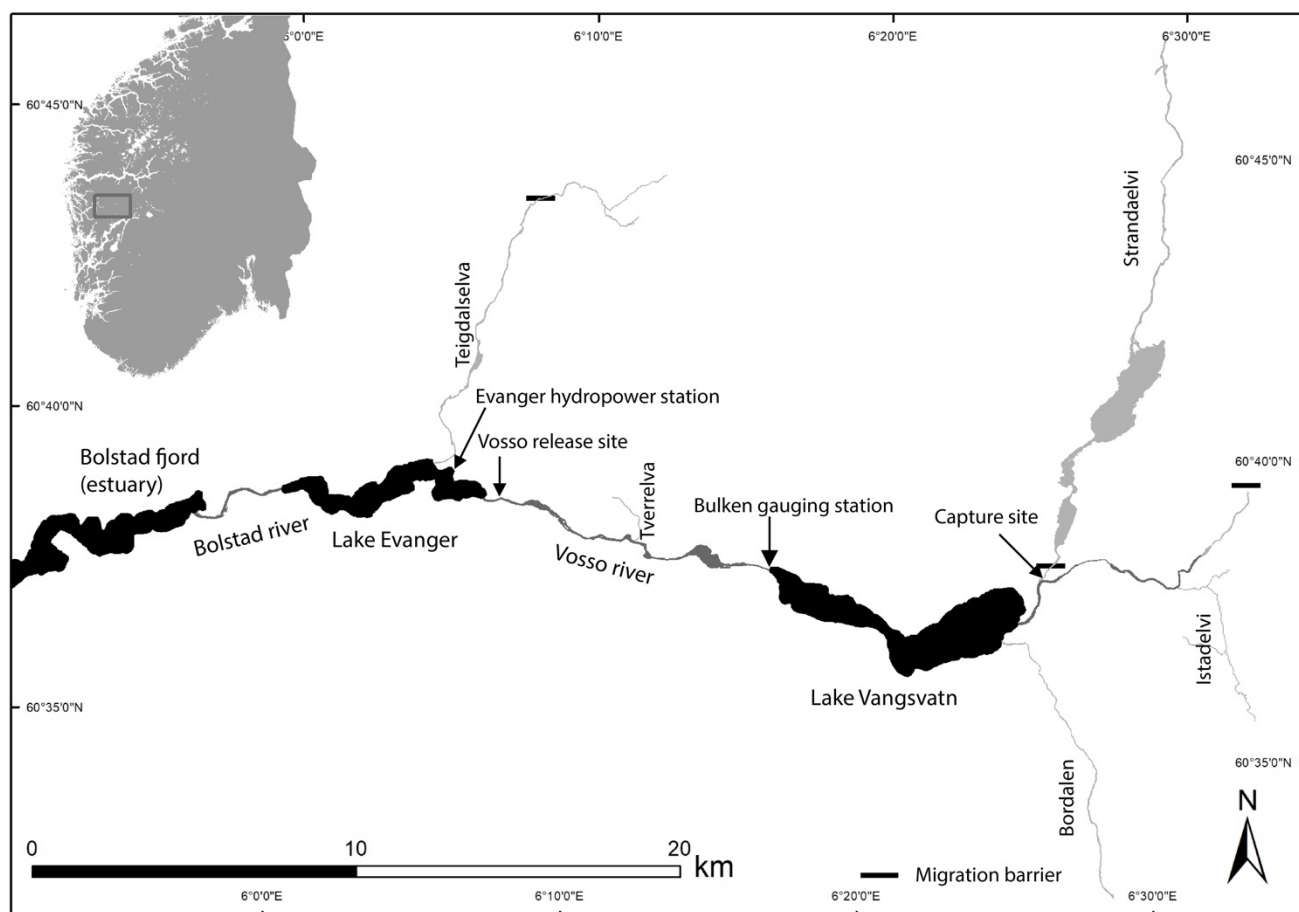 6°0'0"E
6°10'0"E
6°20'0"E
6°30'0"E
60°45'0"N
60°45'0"N
Strandaelvi
Teigdalselva
Evanger hydropower station
60°40'0"N
Vosso release site
Bolstad fjord
(estuary)
60°40'0"N
Tverrelva
Bulken gauging station
Capture site
Bolstad river
Lake Evanger
Vosso river
Istadelvi
Lake Vangsvatn
60°35'0"N
60°35'0"N
Bordalen
N
0
10
20
km
Migration barrier
6°0'0"E
6°10'0"E
6°20'0"E
6°30'0"E